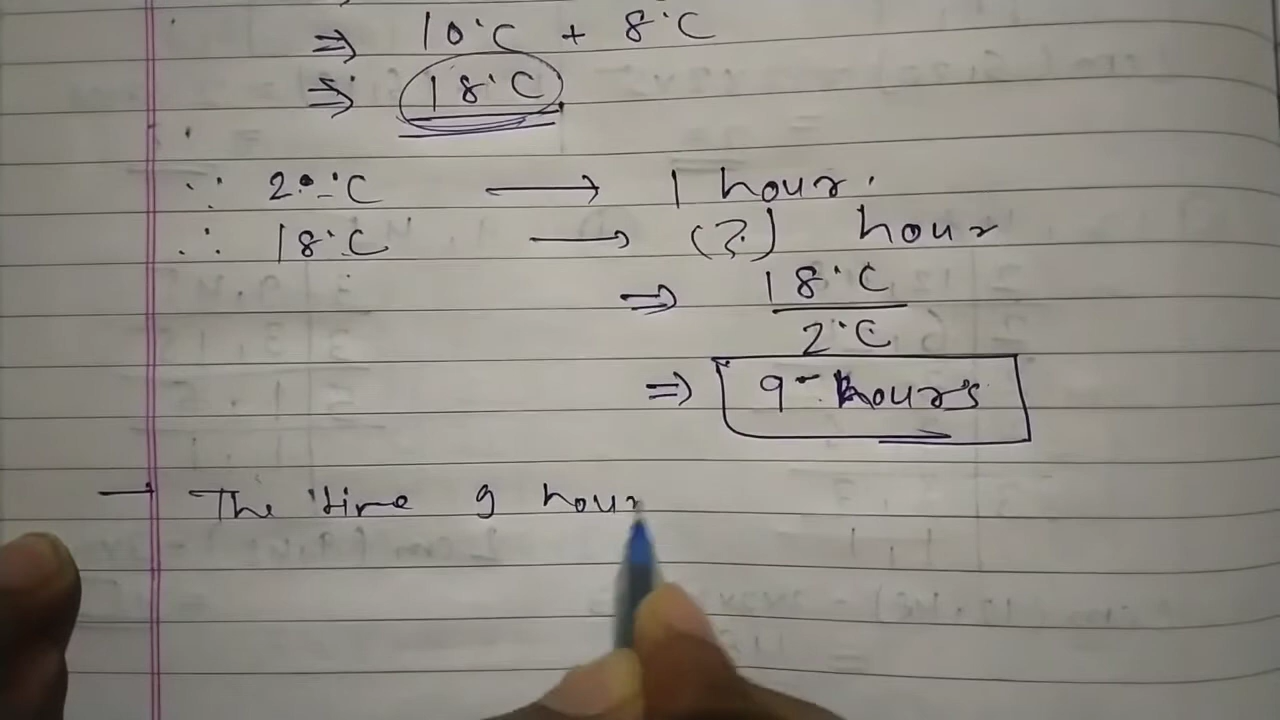 ⇒ 10°C + 8°C
⇒ 18°C
∵ 2°C → 1 hour.
∴ 18°C → (?) hour
⇒ 18°C
2°C
⇒ 9 hours
→ The time 9 hour